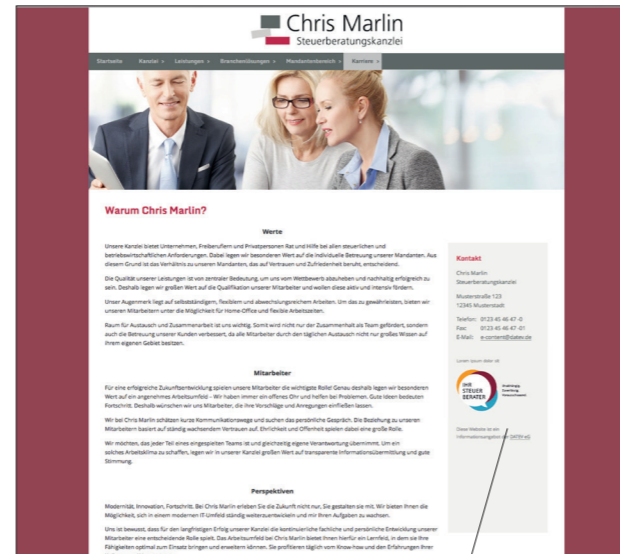 Chris Marlin
Steuerberatungskanzlei
Startseite Kanzlei Leistungen Branchenlösungen Mandantenbereich Karriere
Warum Chris Marlin?
Werte
Unsere Kanzlei bietet Unternehmen, Freiberuflern und Privatpersonen Rat und Hilfe bei allen steuerlichen und
betriebswirtschaftlichen Anforderungen. Dabei legen wir besonderen Wert auf die individuelle Betreuung unserer Mandanten. Aus
diesem Grund ist das Verhältnis zu unseren Mandanten, das auf Vertrauen und Zufriedenheit beruht, entscheidend.
Die Qualität unserer Leistungen ist von zentraler Bedeutung, um uns vom Wettbewerb abzuheben und nachhaltig erfolgreich zu
sein. Deshalb legen wir großen Wert auf die Qualifikation unserer Mitarbeiter und wollen diese aktiv und intensiv fördern.
Unser Augenmerk liegt auf selbstständigem, flexiblem und abwechslungsreichem Arbeiten. Um das zu gewährleisten, bieten wir
unseren Mitarbeitern unter die Möglichkeit für Home-Office und flexible Arbeitszeiten.
Raum für Austausch und Zusammenarbeit ist uns wichtig. Somit wird nicht nur der Zusammenhalt als Team gefördert, sondern
auch die Betreuung unserer Kunden verbessert, da alle Mitarbeiter durch den täglichen Austausch nicht nur großes Wissen auf
ihrem eigenen Gebiet besitzen.
Mitarbeiter
Für eine erfolgreiche Zukunftsentwicklung spielen unsere Mitarbeiter die wichtigste Rolle! Genau deshalb legen wir besonderen
Wert auf ein angenehmes Arbeitsumfeld – Wir haben immer ein offenes Ohr und helfen bei Problemen. Gute Ideen bedeuten
Fortschritt. Deshalb wünschen wir uns Mitarbeiter, die ihre Vorschläge und Anregungen einfließen lassen.
Wir bei Chris Marlin schätzen kurze Kommunikationswege und suchen das persönliche Gespräch. Die Beziehung zu unseren
Mitarbeitern basiert auf ständig wachsendem Vertrauen auf. Ehrlichkeit und Offenheit spielen dabei eine große Rolle.
Wir möchten, das jeder Teil eines eingespielten Teams ist und gleichzeitig eigene Verantwortung übernimmt. Um ein
solches Arbeitsklima zu schaffen, legen wir in unserer Kanzlei großen Wert auf transparente Informationsübermittlung und gute
Stimmung.
Perspektiven
Modernität, Innovation, Fortschritt. Bei Chris Marlin erleben Sie die Zukunft nicht nur, Sie gestalten sie mit. Wir bieten Ihnen die
Möglichkeit, sich in einem modernen IT-Umfeld ständig weiterzuentwickeln und mir Ihren Aufgaben zu wachsen.
Uns ist bewusst, dass für den langfristigen Erfolg unserer Kanzlei die kontinuierliche fachliche und persönliche Entwicklung unserer
Mitarbeiter eine entscheidende Rolle spielt. Das Arbeitsumfeld bei Chris Marlin bietet Ihnen hierfür ein Lernfeld, in dem sie Ihre
Fähigkeiten optimal zum Einsatz bringen und erweitern können. Sie profitieren täglich vom Know-how und den Erfahrungen Ihrer
Kontakt
Chris Marlin
Steuerberatungskanzlei
Musterstraße 123
12345 Musterstadt
Telefon: 0123 45 46 47 -0
Fax: 0123 45 46 47 -01
E-Mail: e-content@datev.de
Lorem ipsum dolor sit
IHR
STEUER
BERATER
Diese Website ist ein
Informationsangebot der DATEV eG